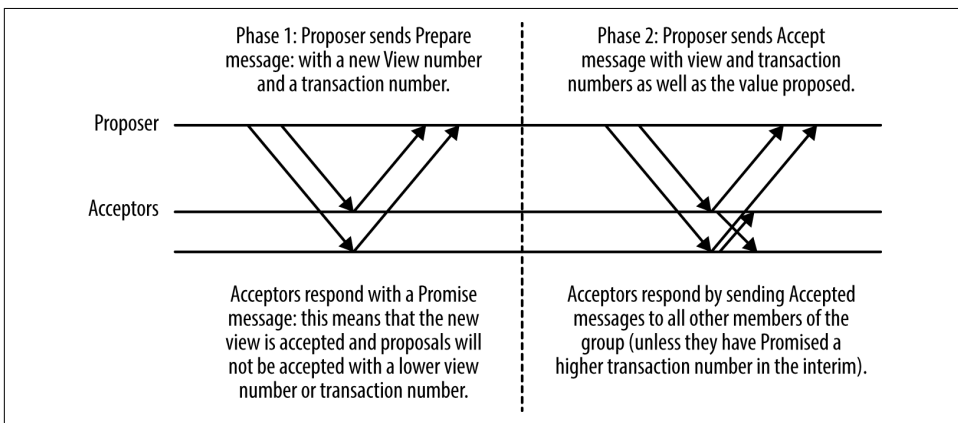 Phase 1: Proposer sends Prepare
message: with a new View number
and a transaction number.
Phase 2: Proposer sends Accept
message with view and transaction
numbers as well as the value proposed.
Proposer
Acceptors
Acceptors respond with a Promise
message: this means that the new
view is accepted and proposals will
not be accepted with a lower view
number or transaction number.
Acceptors respond by sending Accepted
messages to all other members of the
group (unless they have Promised a
higher transaction number in the interim).